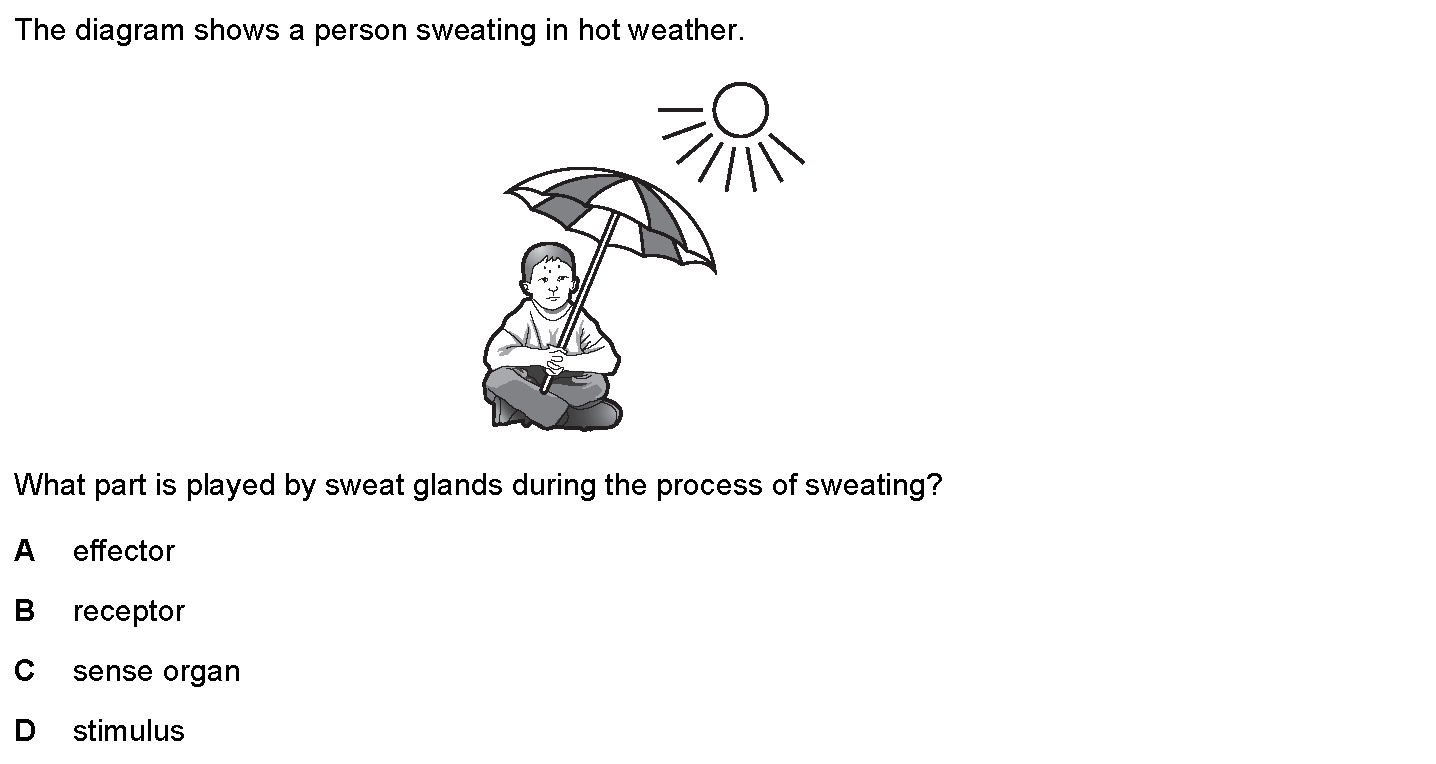 The diagram shows a person sweating in hot weather.
What part is played by sweat glands during the process of sweating?
A effector
B receptor
C sense organ
D stimulus